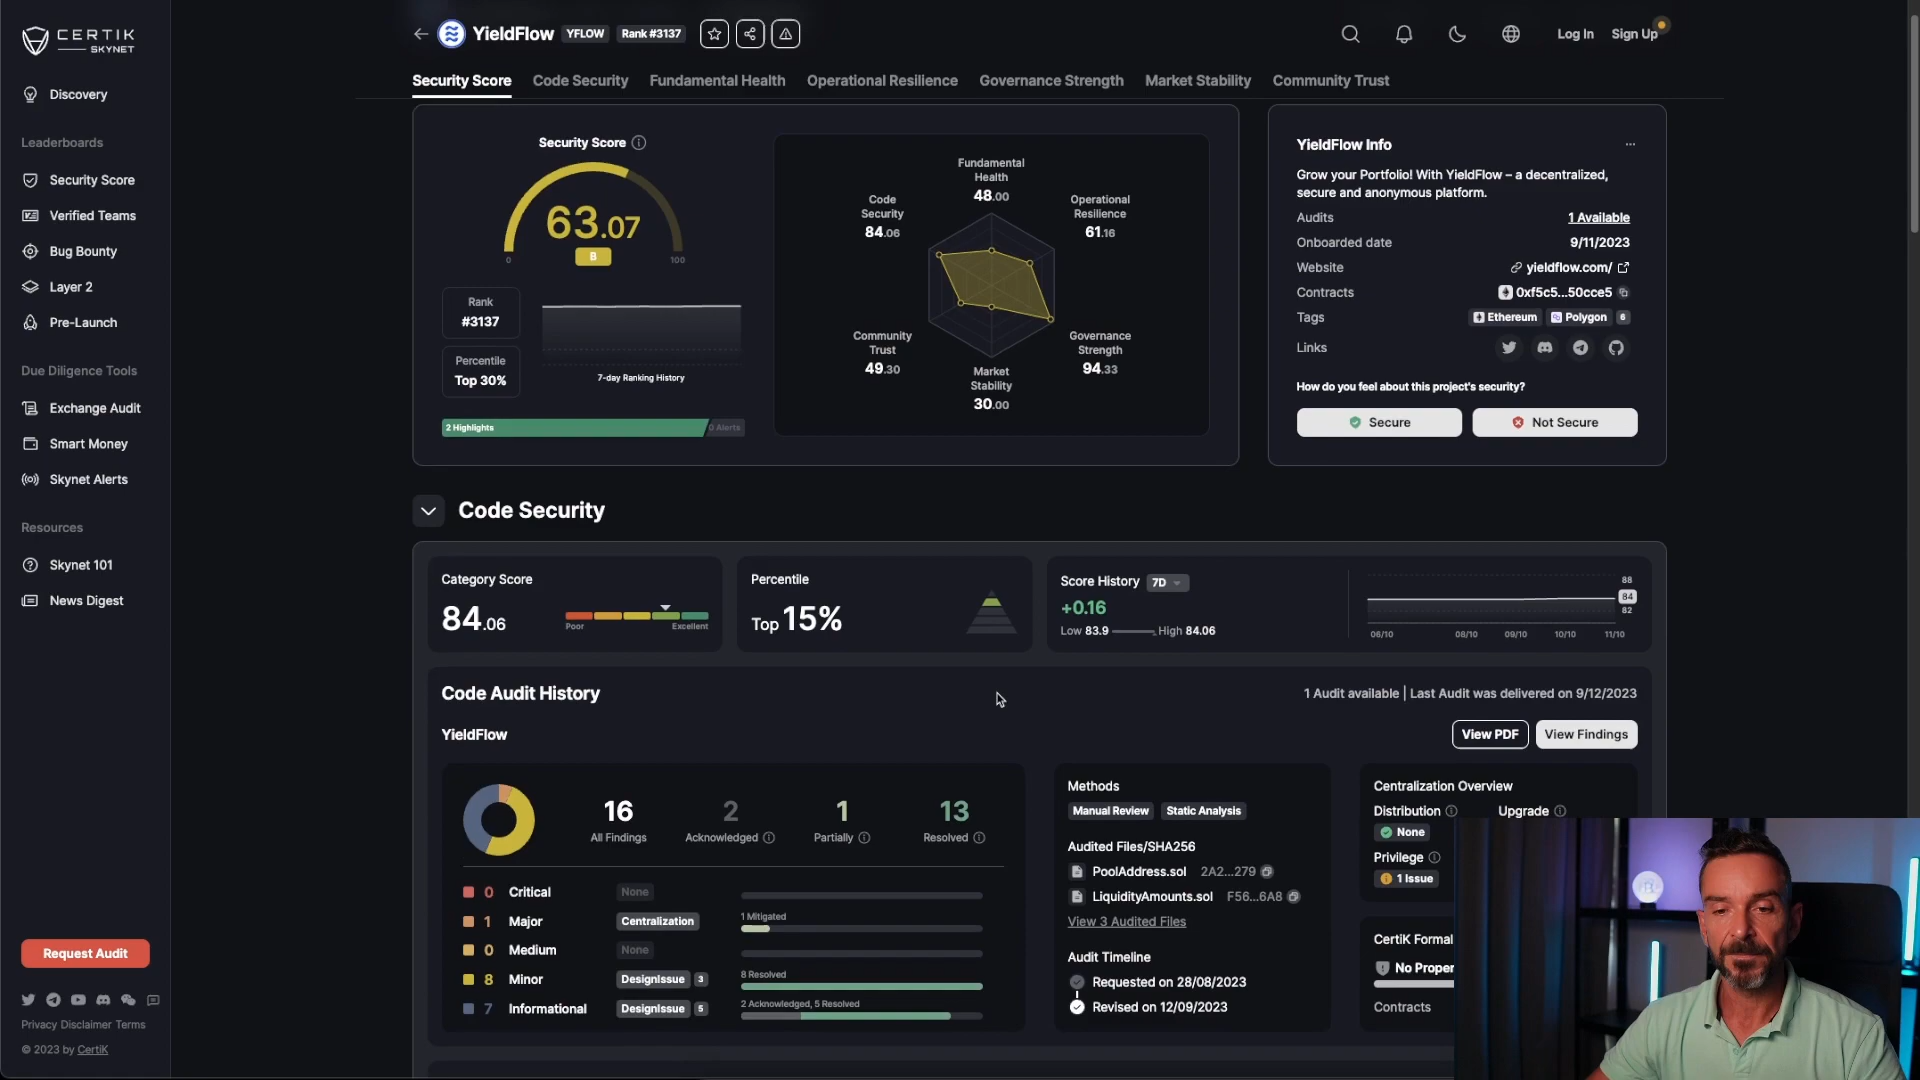 CERTIK
SKYNET
Discovery
Leaderboards
Security Score
Verified Teams
Bug Bounty
Layer 2
Pre-Launch
Due Diligence Tools
Exchange Audit
Smart Money
Skynet Alerts
Resources
Skynet 101
News Digest
Request Audit
Privacy Disclaimer Terms
© 2023 by CertiK
YieldFlow YFLOW Rank #3137
Log In Sign Up
Security Score Code Security Fundamental Health Operational Resilience Governance Strength Market Stability Community Trust
Security Score
63.07
B
0 100
Rank
#3137
Percentile
Top 30%
7-day Ranking History
2 Highlights 0 Alerts
Fundamental
Health
48.00
Code
Security
84.06
Operational
Resilience
61.16
Community
Trust
49.30
Governance
Strength
94.33
Market
Stability
30.00
YieldFlow Info
Grow your Portfolio! With YieldFlow – a decentralized,
secure and anonymous platform.
Audits 1 Available
Onboarded date 9/11/2023
Website yieldflow.com/
Contracts 0xf5c5...50cce5
Tags Ethereum Polygon 6
Links
How do you feel about this project's security?
Secure Not Secure
Code Security
Category Score
84.06
Poor Excellent
Percentile
Top 15%
Score History 7D
+0.16
Low 83.9 High 84.06
88
84
82
06/10 08/10 09/10 10/10 11/10
Code Audit History
1 Audit available | Last Audit was delivered on 9/12/2023
YieldFlow
View PDF View Findings
16 2 1 13
All Findings Acknowledged Partially Resolved
0 Critical None
1 Major Centralization 1 Mitigated
0 Medium None
8 Minor DesignIssue 3 8 Resolved
7 Informational DesignIssue 5 2 Acknowledged, 5 Resolved
Methods
Manual Review Static Analysis
Audited Files/SHA256
PoolAddress.sol 2A2...279
LiquidityAmounts.sol F56...6A8
View 3 Audited Files
Audit Timeline
Requested on 28/08/2023
Revised on 12/09/2023
Centralization Overview
Distribution Upgrade
None
Privilege
1 Issue
CertiK Formal
No Proper
Contracts